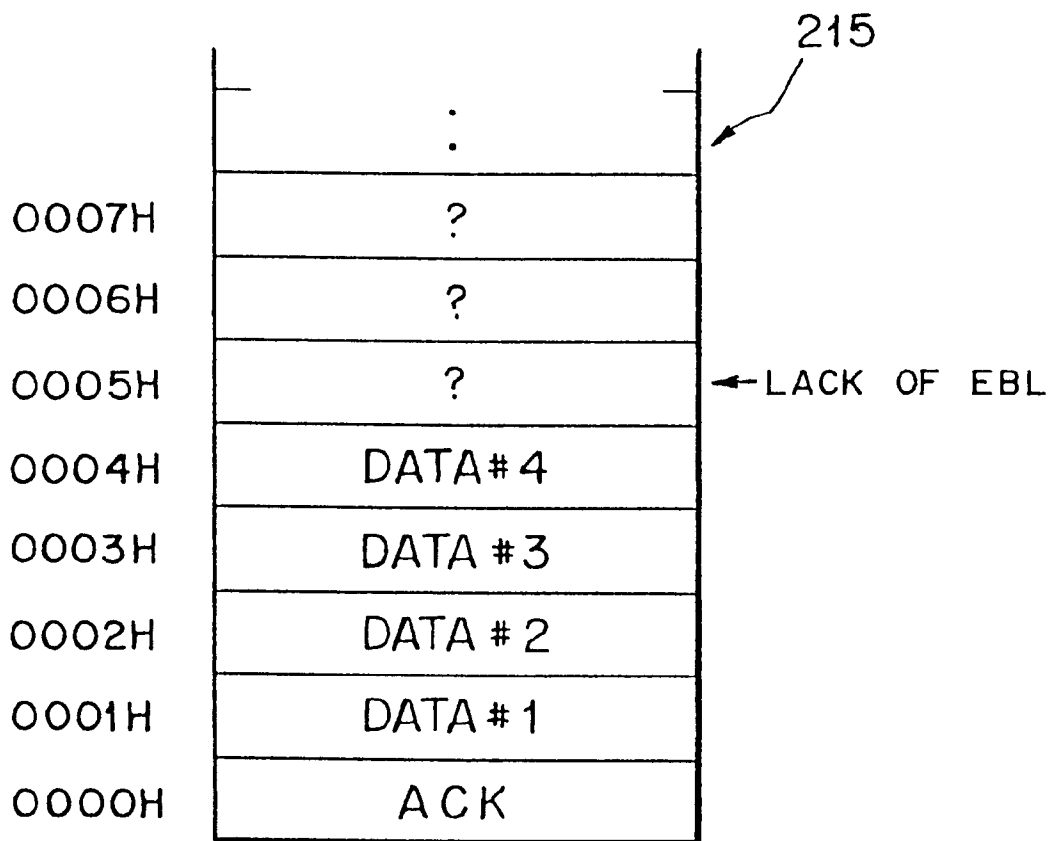 215
:
0007H ?
0006H ?
0005H ? LACK OF EBL
0004H DATA#4
0003H DATA #3
0002H DATA #2
0001H DATA #1
0000H ACK